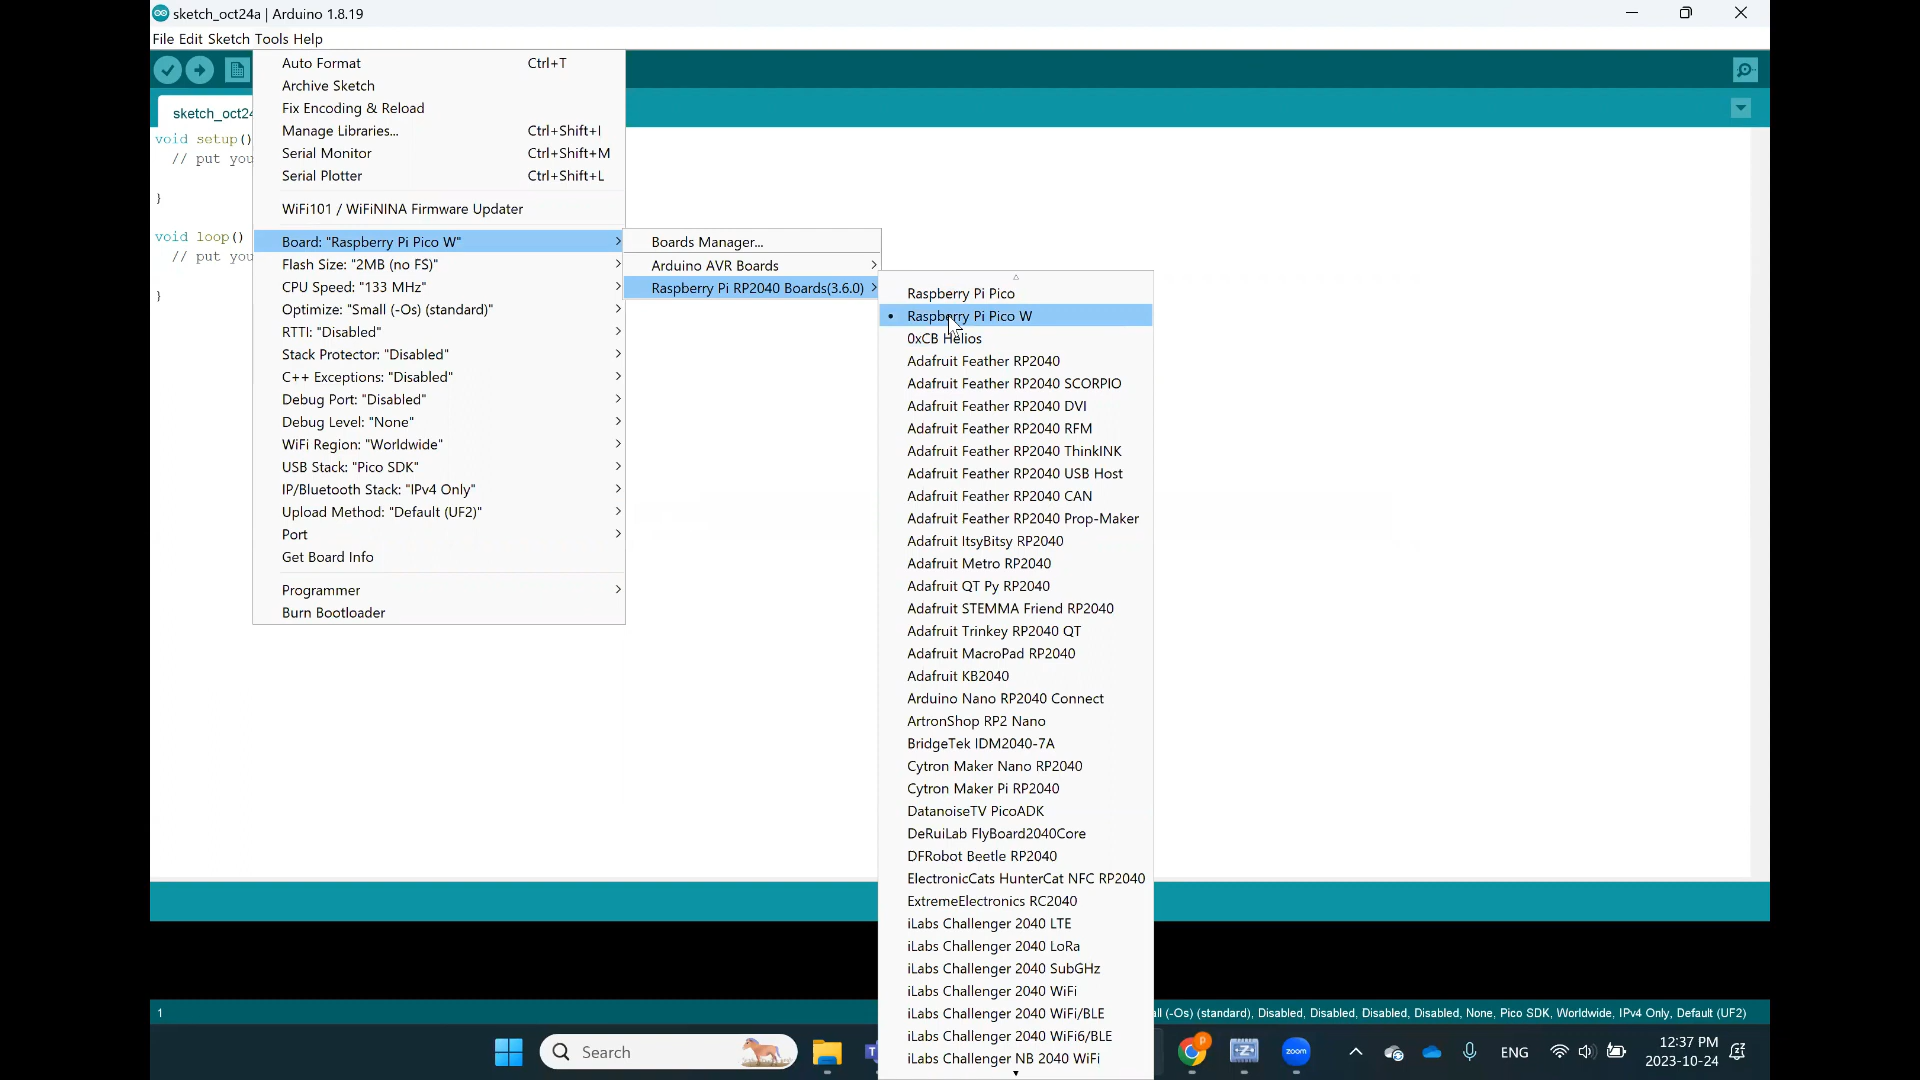 sketch_oct24a | Arduino 1.8.19
File Edit Sketch Tools Help
sketch_oct24
void setup()
// put you
}
void loop()
// put you
}
Auto Format Ctrl+T
Archive Sketch
Fix Encoding & Reload
Manage Libraries... Ctrl+Shift+I
Serial Monitor Ctrl+Shift+M
Serial Plotter Ctrl+Shift+L
WiFi101 / WiFiNINA Firmware Updater
Board: "Raspberry Pi Pico W"
Flash Size: "2MB (no FS)"
CPU Speed: "133 MHz"
Optimize: "Small (-Os) (standard)"
RTTI: "Disabled"
Stack Protector: "Disabled"
C++ Exceptions: "Disabled"
Debug Port: "Disabled"
Debug Level: "None"
WiFi Region: "Worldwide"
USB Stack: "Pico SDK"
IP/Bluetooth Stack: "IPv4 Only"
Upload Method: "Default (UF2)"
Port
Get Board Info
Programmer
Burn Bootloader
Boards Manager...
Arduino AVR Boards
Raspberry Pi RP2040 Boards(3.6.0)
Raspberry Pi Pico
Raspberry Pi Pico W
0xCB Helios
Adafruit Feather RP2040
Adafruit Feather RP2040 SCORPIO
Adafruit Feather RP2040 DVI
Adafruit Feather RP2040 RFM
Adafruit Feather RP2040 ThinkINK
Adafruit Feather RP2040 USB Host
Adafruit Feather RP2040 CAN
Adafruit Feather RP2040 Prop-Maker
Adafruit ItsyBitsy RP2040
Adafruit Metro RP2040
Adafruit QT Py RP2040
Adafruit STEMMA Friend RP2040
Adafruit Trinkey RP2040 QT
Adafruit MacroPad RP2040
Adafruit KB2040
Arduino Nano RP2040 Connect
ArtronShop RP2 Nano
BridgeTek IDM2040-7A
Cytron Maker Nano RP2040
Cytron Maker Pi RP2040
DatanoiseTV PicoADK
DeRuiLab FlyBoard2040Core
DFRobot Beetle RP2040
ElectronicCats HunterCat NFC RP2040
ExtremeElectronics RC2040
iLabs Challenger 2040 LTE
iLabs Challenger 2040 LoRa
iLabs Challenger 2040 SubGHz
iLabs Challenger 2040 WiFi
iLabs Challenger 2040 WiFi/BLE
iLabs Challenger 2040 WiFi6/BLE
iLabs Challenger NB 2040 WiFi
1
all (-Os) (standard), Disabled, Disabled, Disabled, Disabled, None, Pico SDK, Worldwide, IPv4 Only, Default (UF2)
Search
zoom
ENG
12:37 PM
2023-10-24